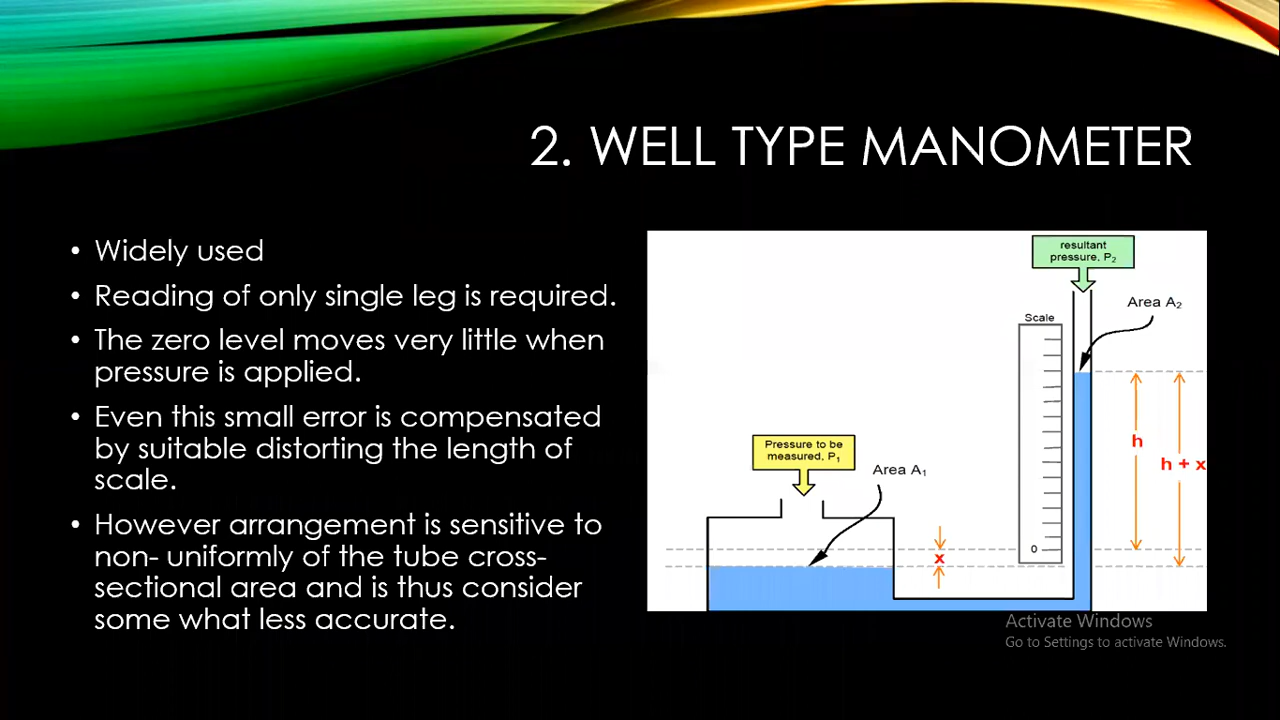 2. WELL TYPE MANOMETER
• Widely used
• Reading of only single leg is required.
• The zero level moves very little when
pressure is applied.
• Even this small error is compensated
by suitable distorting the length of
scale.
• However arrangement is sensitive to
non- uniformly of the tube cross-
sectional area and is thus consider
some what less accurate.
resultant
pressure, P₂
Area A₂
Scale
Pressure to be
measured, P₁
Area A₁
h
h + x
0
x
Activate Windows
Go to Settings to activate Windows.